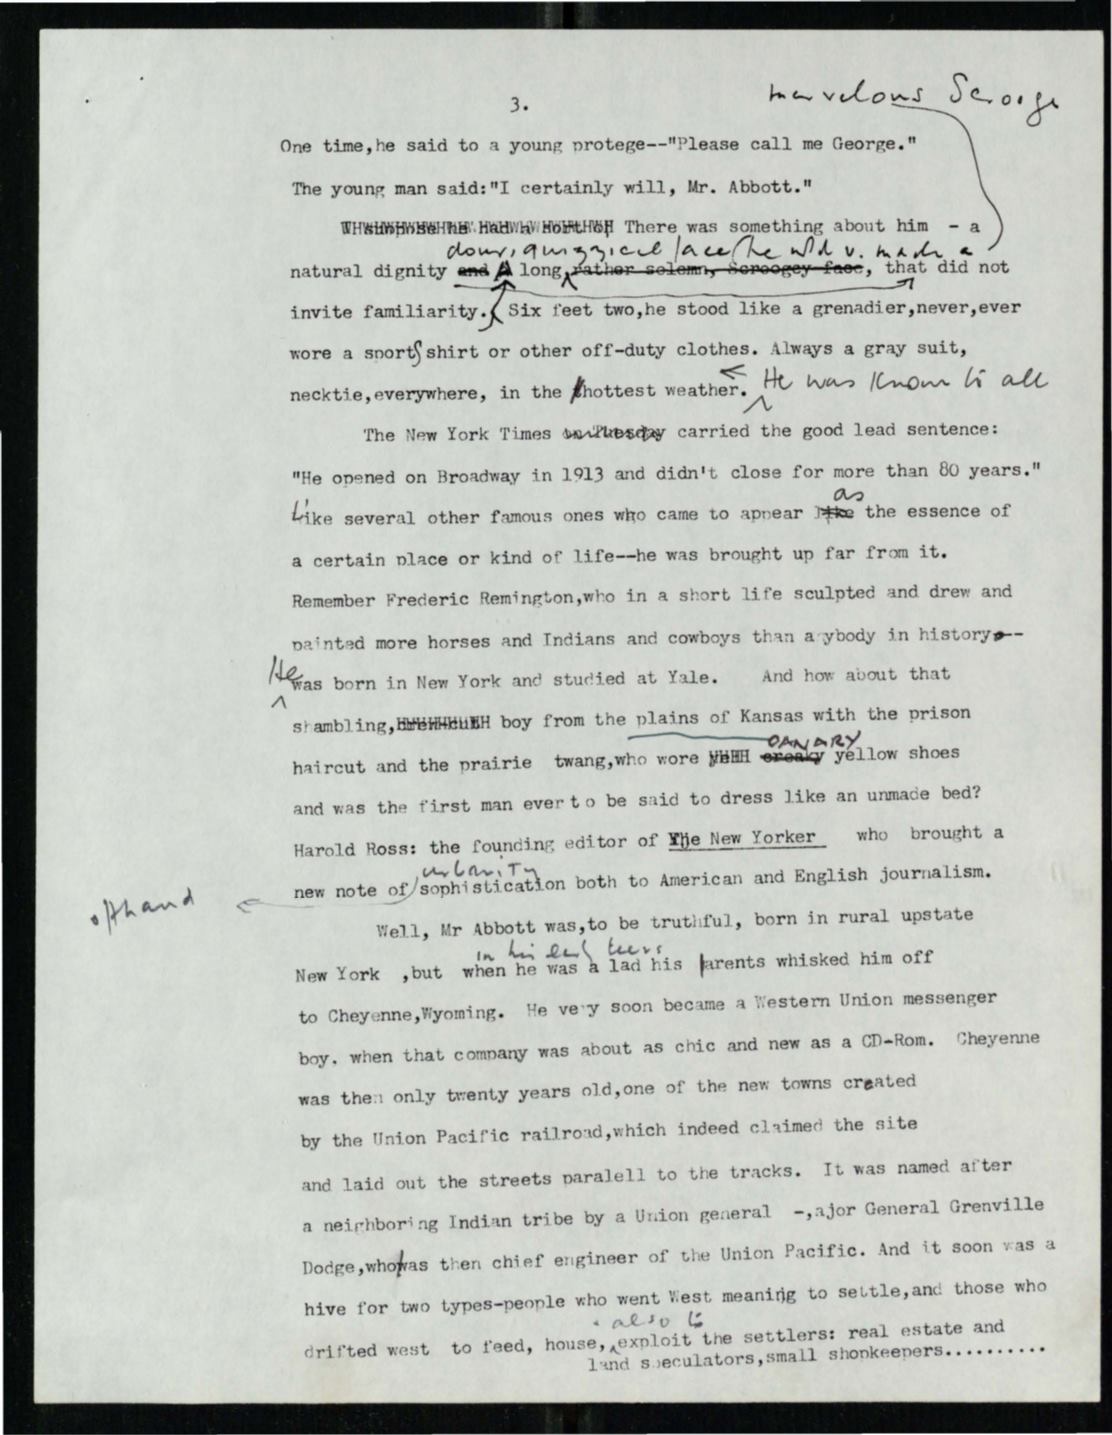 marvelous Scrooge
3.
One time,he said to a young protege--"Please call me George."
The young man said:"I certainly will, Mr. Abbott."
There was something about him - a
dour, quizzical face/he wld v. made a
natural dignity and A long rather solemn, Scroogey face, that did not
invite familiarity. Six feet two,he stood like a grenadier,never,ever
wore a sports shirt or other off-duty clothes. Always a gray suit,
necktie,everywhere, in the hottest weather. He was known to all
The New York Times on Tuesday carried the good lead sentence:
"He opened on Broadway in 1913 and didn't close for more than 80 years."
as
Like several other famous ones who came to appear like the essence of
a certain place or kind of life--he was brought up far from it.
Remember Frederic Remington,who in a short life sculpted and drew and
painted more horses and Indians and cowboys than a ybody in history--
He was born in New York and studied at Yale. And how about that
shambling, boy from the plains of Kansas with the prison
CANARY
haircut and the prairie twang,who wore creaky yellow shoes
and was the first man ever to be said to dress like an unmade bed?
Harold Ross: the founding editor of The New Yorker who brought a
urbanity
new note of sophistication both to American and English journalism.
offhand
Well, Mr Abbott was,to be truthful, born in rural upstate
in his early teens
New York ,but when he was a lad his parents whisked him off
to Cheyenne,Wyoming. He very soon became a Western Union messenger
boy. when that company was about as chic and new as a CD-Rom. Cheyenne
was then only twenty years old,one of the new towns created
by the Union Pacific railroad,which indeed claimed the site
and laid out the streets paralell to the tracks. It was named after
a neighboring Indian tribe by a Union general -,ajor General Grenville
Dodge,who was then chief engineer of the Union Pacific. And it soon was a
hive for two types-people who went West meaning to settle,and those who
also to
drifted west to feed, house, exploit the settlers: real estate and
land speculators,small shopkeepers..........